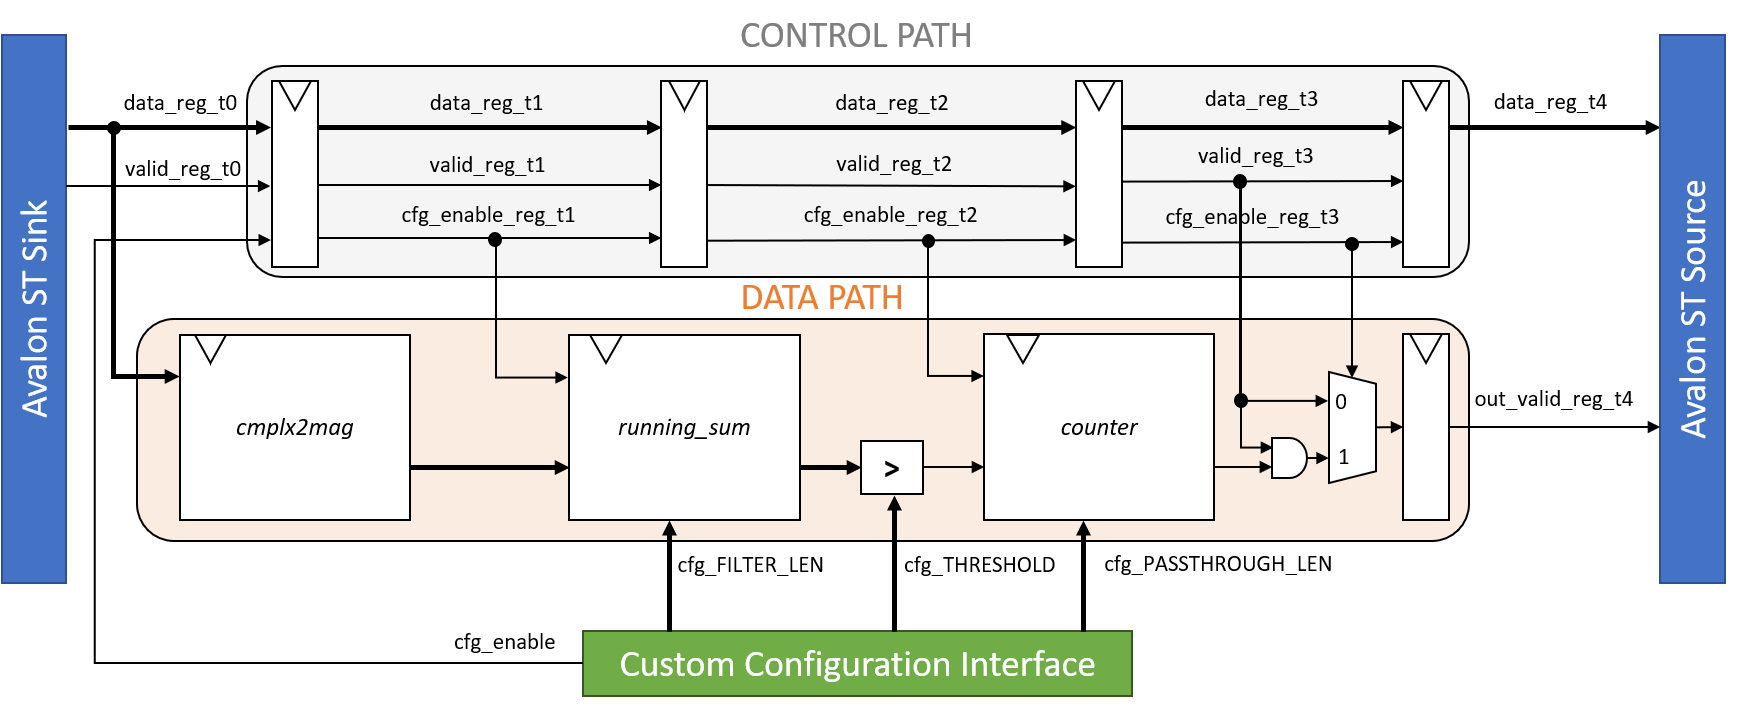 CONTROL PATH
data_reg_t0
data_reg_t1
data_reg_t2
data_reg_t3
data_reg_t4
valid_reg_t0
valid_reg_t1
valid_reg_t2
valid_reg_t3
cfg_enable_reg_t1
cfg_enable_reg_t2
cfg_enable_reg_t3
Avalon ST Sink
Avalon ST Source
DATA PATH
cmplx2mag
running_sum
>
counter
0
1
out_valid_reg_t4
cfg_FILTER_LEN
cfg_THRESHOLD
cfg_PASSTHROUGH_LEN
cfg_enable
Custom Configuration Interface